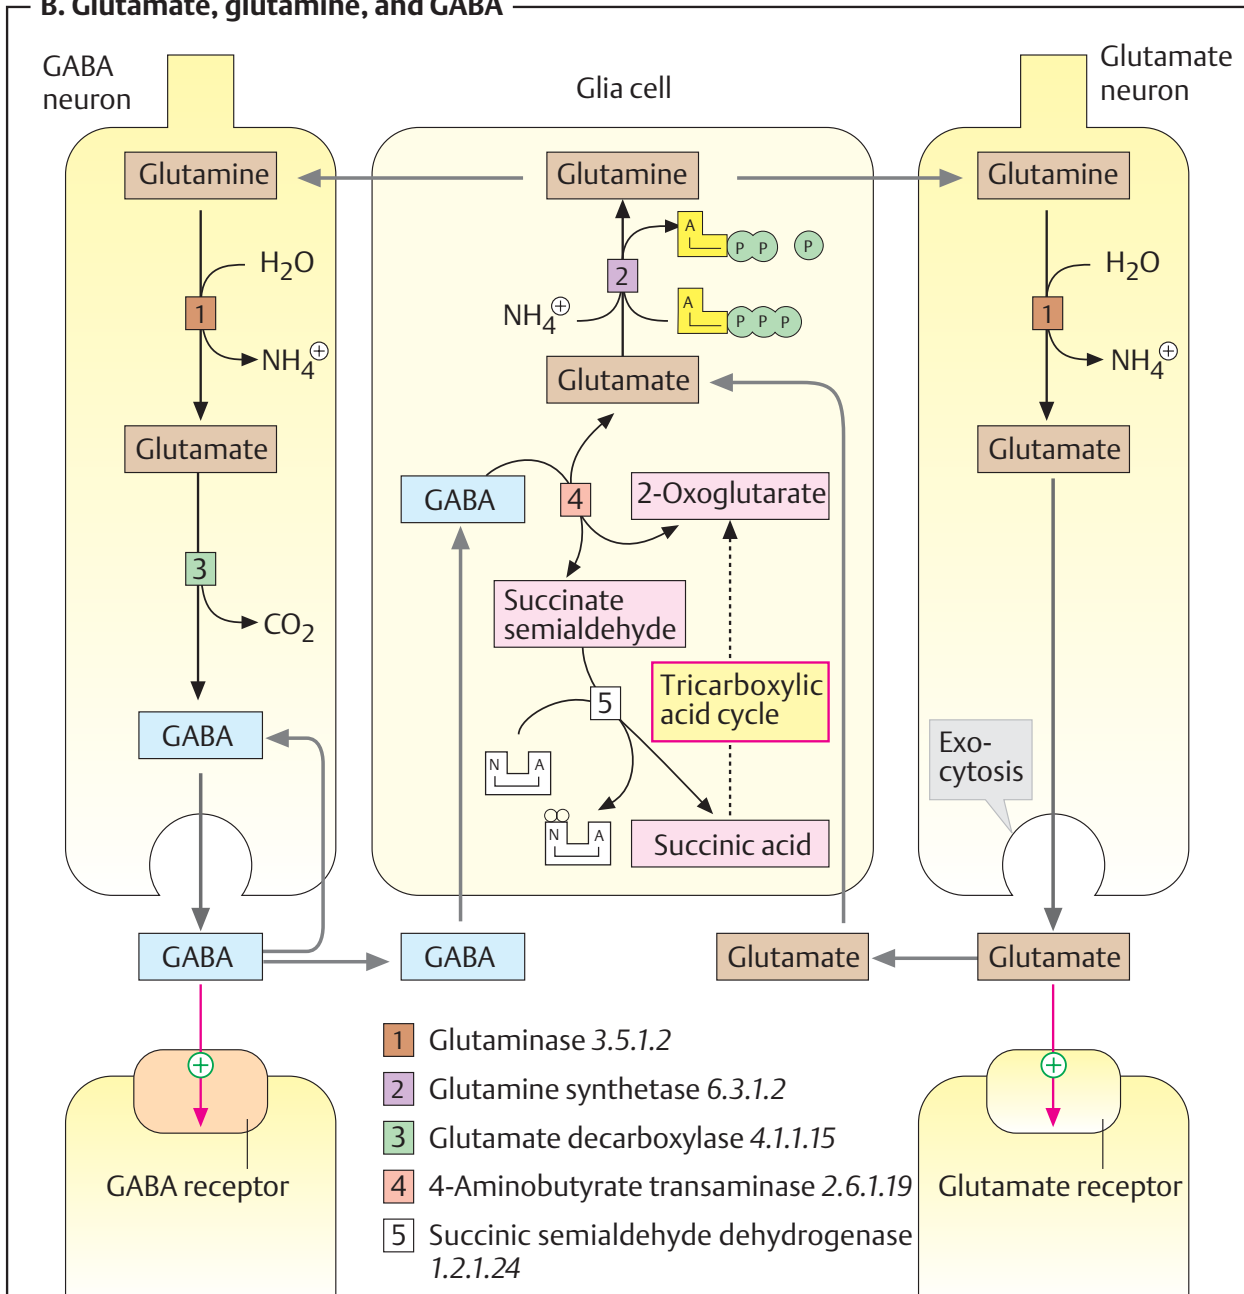 B. Glutamate, glutamine, and GABA
GABA
neuron
Glia cell
Glutamate
neuron
Glutamine
Glutamine
Glutamine
A
P P P
H2O
1
NH4+
2
NH4+
A
P P P
H2O
1
NH4+
Glutamate
Glutamate
Glutamate
GABA
4
2-Oxoglutarate
3
CO2
Succinate
semialdehyde
5
Tricarboxylic
acid cycle
GABA
N A
N A
Succinic acid
Exo-
cytosis
GABA
GABA
Glutamate
Glutamate
+
+
GABA receptor
Glutamate receptor
1 Glutaminase 3.5.1.2
2 Glutamine synthetase 6.3.1.2
3 Glutamate decarboxylase 4.1.1.15
4 4-Aminobutyrate transaminase 2.6.1.19
5 Succinic semialdehyde dehydrogenase
1.2.1.24